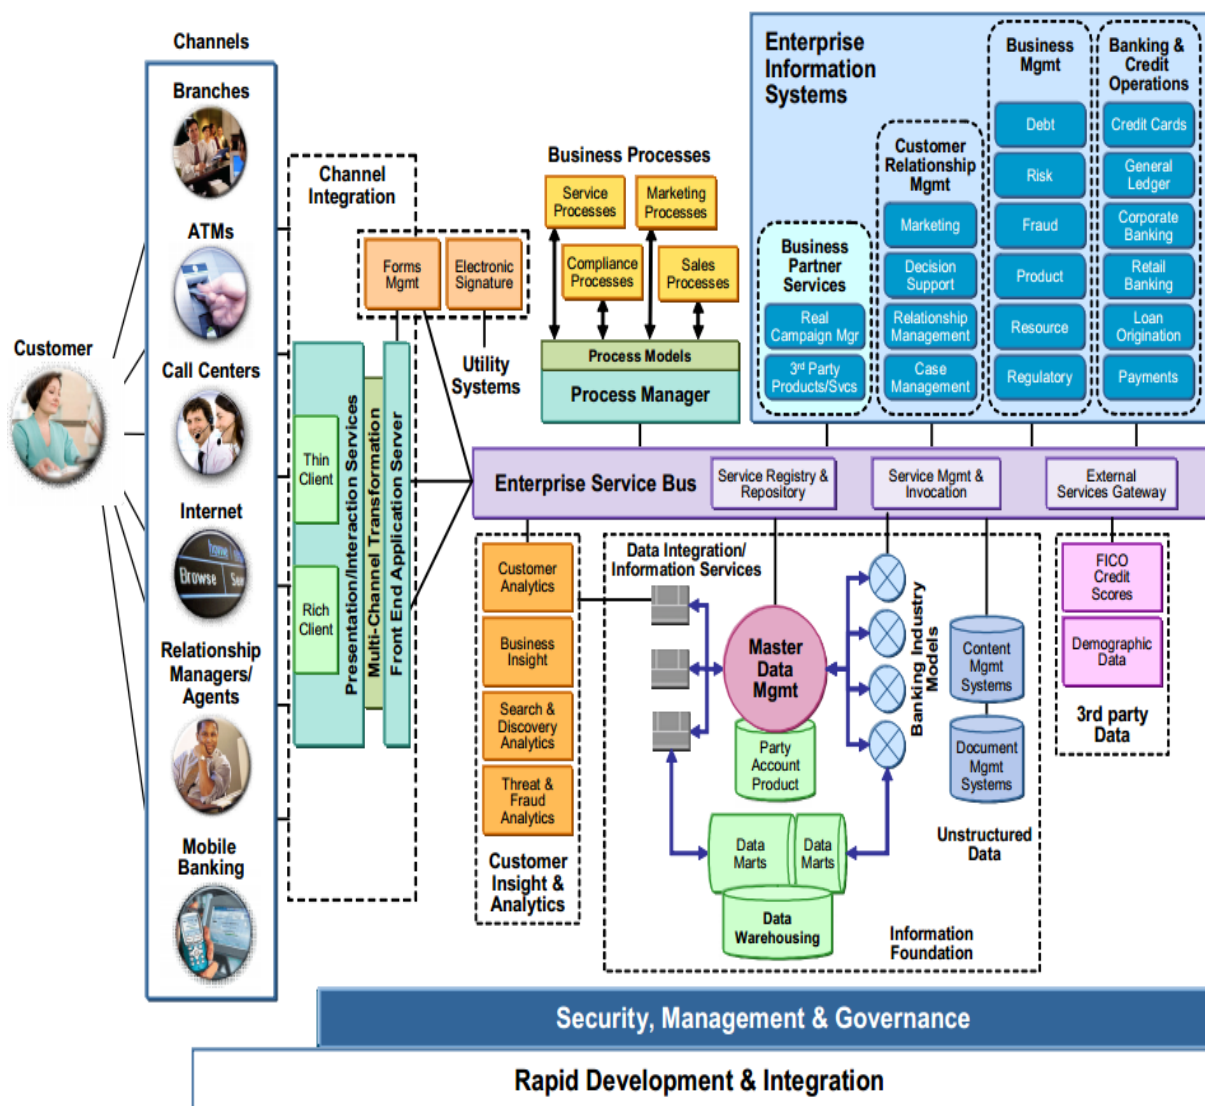 Channels
Branches
ATMs
Call Centers
Internet
Relationship
Managers/
Agents
Mobile
Banking
Customer
Channel
Integration
Forms
Mgmt
Electronic
Signature
Utility
Systems
Thin
Client
Rich
Client
Presentation/Interaction Services
Multi-Channel Transformation
Front End Application Server
Business Processes
Service
Processes
Marketing
Processes
Compliance
Processes
Sales
Processes
Process Models
Process Manager
Enterprise
Information
Systems
Business
Partner
Services
Real
Campaign Mgr
3rd Party
Products/Svcs
Customer
Relationship
Mgmt
Marketing
Decision
Support
Relationship
Management
Case
Management
Business
Mgmt
Debt
Risk
Fraud
Product
Resource
Regulatory
Banking &
Credit
Operations
Credit Cards
General
Ledger
Corporate
Banking
Retail
Banking
Loan
Origination
Payments
Enterprise Service Bus
Service Registry &
Repository
Service Mgmt &
Invocation
External
Services Gateway
Customer
Analytics
Business
Insight
Search &
Discovery
Analytics
Threat &
Fraud
Analytics
Customer
Insight &
Analytics
Data Integration/
Information Services
Master
Data
Mgmt
Party
Account
Product
Banking Industry
Models
Data
Marts
Data
Marts
Data
Warehousing
Content
Mgmt
Systems
Document
Mgmt
Systems
Unstructured
Data
Information
Foundation
FICO
Credit
Scores
Demographic
Data
3rd party
Data
Browse
Security, Management & Governance
Rapid Development & Integration